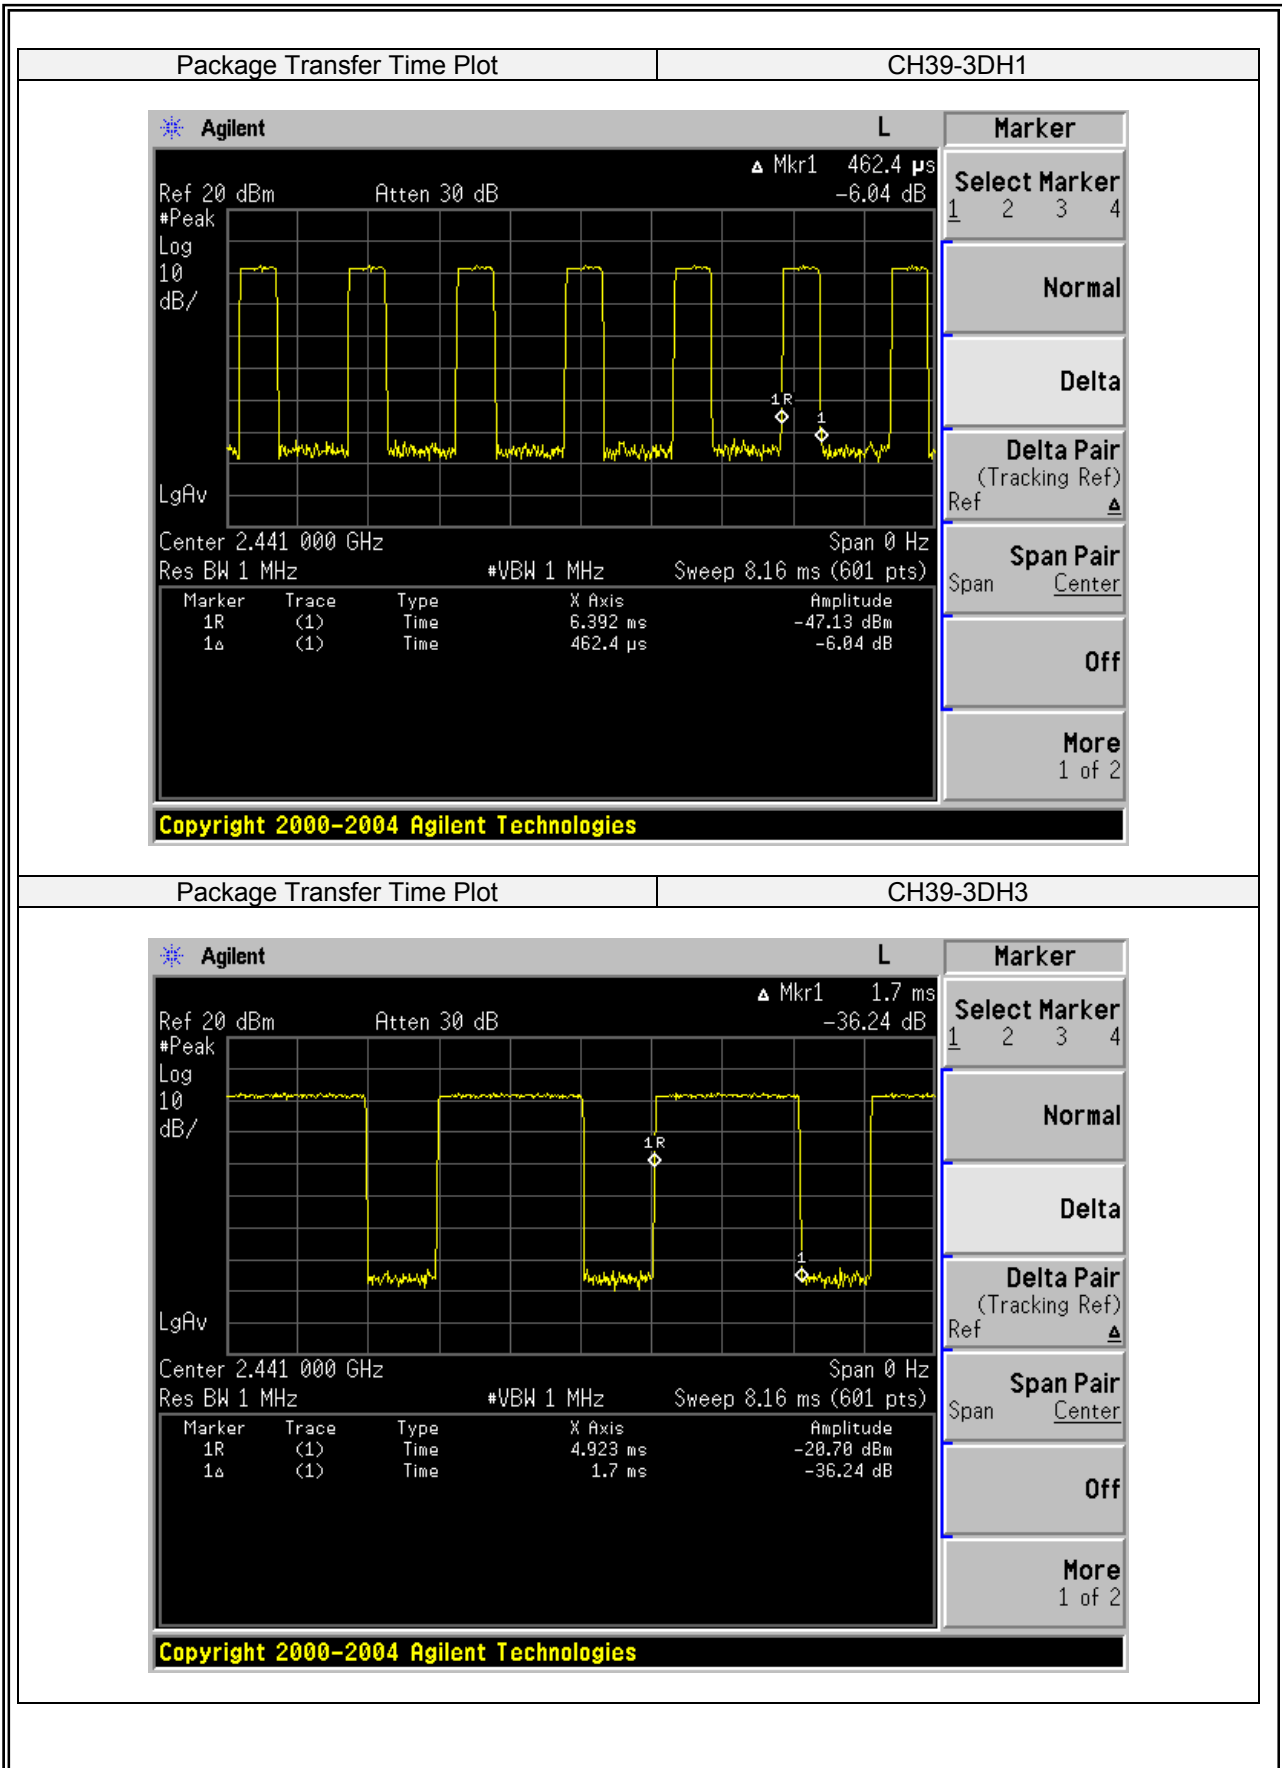 Package Transfer Time Plot CH39-3DH1
Agilent L Marker
Δ Mkr1 462.4 µs
Ref 20 dBm Atten 30 dB -6.04 dB
#Peak
Log
10
dB/
1R
1
LgAv
Center 2.441 000 GHz Span 0 Hz
Res BW 1 MHz #VBW 1 MHz Sweep 8.16 ms (601 pts)
Marker Trace Type X Axis Amplitude
1R (1) Time 6.392 ms -47.13 dBm
1Δ (1) Time 462.4 µs -6.04 dB
Select Marker
1 2 3 4
Normal
Delta
Delta Pair
(Tracking Ref)
Ref Δ
Span Pair
Span Center
Off
More
1 of 2
Copyright 2000-2004 Agilent Technologies
Package Transfer Time Plot CH39-3DH3
Agilent L Marker
Δ Mkr1 1.7 ms
Ref 20 dBm Atten 30 dB -36.24 dB
#Peak
Log
10
dB/
1R
1
LgAv
Center 2.441 000 GHz Span 0 Hz
Res BW 1 MHz #VBW 1 MHz Sweep 8.16 ms (601 pts)
Marker Trace Type X Axis Amplitude
1R (1) Time 4.923 ms -20.70 dBm
1Δ (1) Time 1.7 ms -36.24 dB
Select Marker
1 2 3 4
Normal
Delta
Delta Pair
(Tracking Ref)
Ref Δ
Span Pair
Span Center
Off
More
1 of 2
Copyright 2000-2004 Agilent Technologies